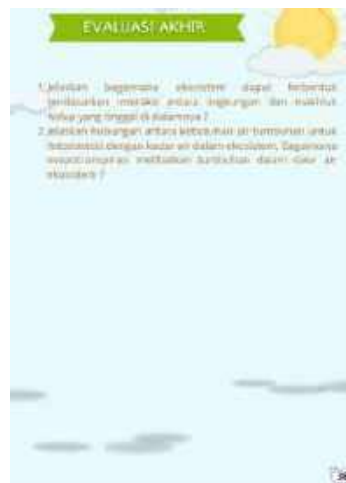 EVALUASI AKHIR
1. Jelaskan bagaimana ekosistem dapat terbentuk
berdasarkan interaksi antara lingkungan dan makhluk
hidup yang tinggal di dalamnya ?
2. Jelaskan hubungan antara kebutuhan air tumbuhan untuk
fotosintesis dengan kadar air dalam ekosistem. Bagaimana
evapotranspirasi melibatkan tumbuhan dalam siklus air
ekosistem ?